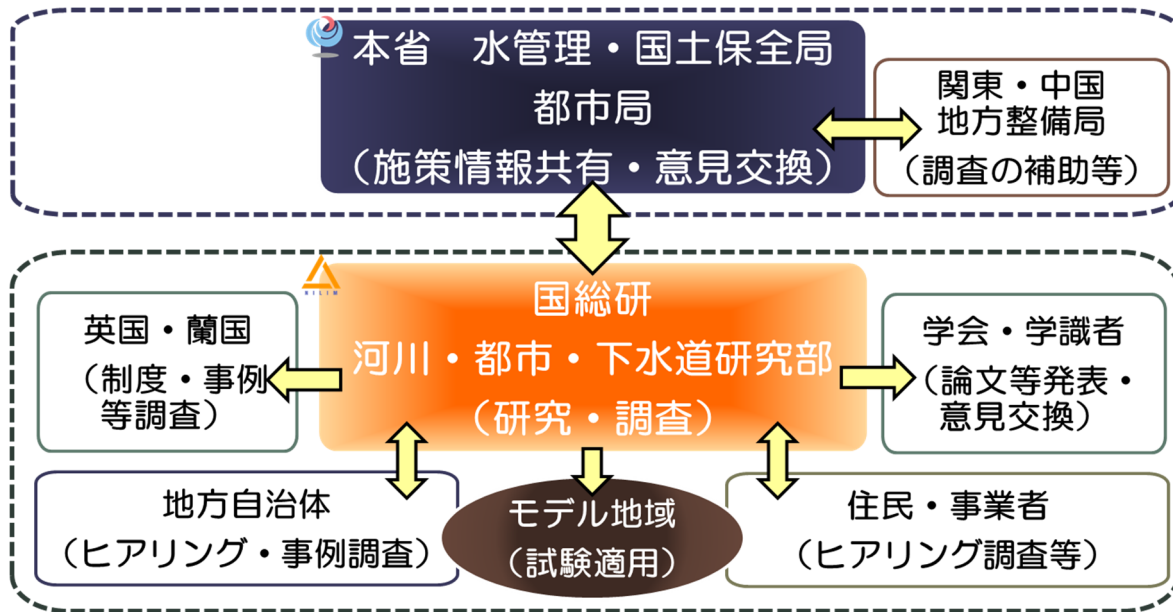 本省　水管理・国土保全局
都市局
（施策情報共有・意見交換）
関東・中国
地方整備局
（調査の補助等）
NILIM
国総研
河川・都市・下水道研究部
（研究・調査）
英国・蘭国
（制度・事例
等調査）
学会・学識者
（論文等発表・
意見交換）
地方自治体
（ヒアリング・事例調査）
モデル地域
（試験適用）
住民・事業者
（ヒアリング調査等）